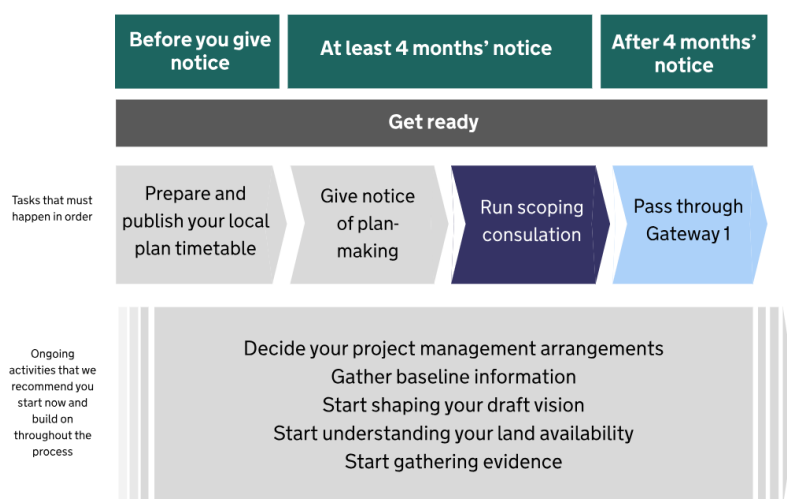 Before you give
notice
At least 4 months’ notice
After 4 months’
notice
Get ready
Tasks that must
happen in order
Prepare and
publish your local
plan timetable
Give notice
of plan-
making
Run scoping
consulation
Pass through
Gateway 1
Ongoing
activities that we
recommend you
start now and
build on
throughout the
process
Decide your project management arrangements
Gather baseline information
Start shaping your draft vision
Start understanding your land availability
Start gathering evidence